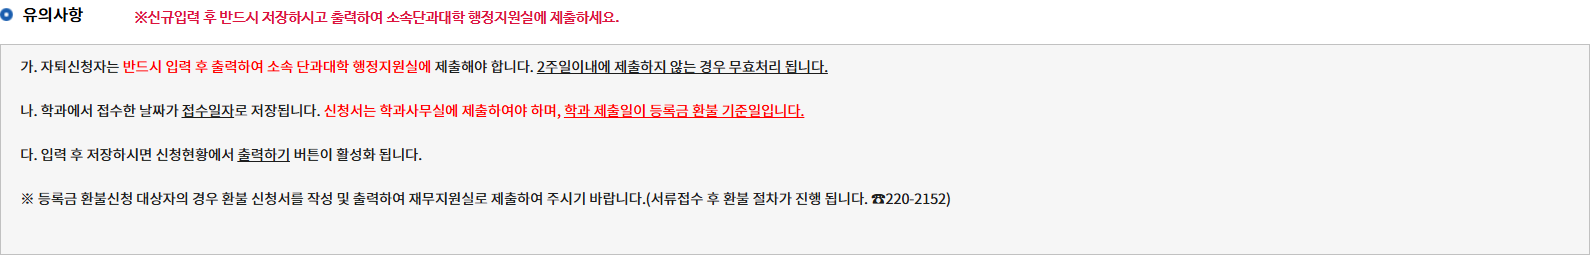 유의사항 ※신규입력 후 반드시 저장하시고 출력하여 소속단과대학 행정지원실에 제출하세요.
가. 자퇴신청자는 반드시 입력 후 출력하여 소속 단과대학 행정지원실에 제출해야 합니다. 2주일이내에 제출하지 않는 경우 무효처리 됩니다.
나. 학과에서 접수한 날짜가 접수일자로 저장됩니다. 신청서는 학과사무실에 제출하여야 하며, 학과 제출일이 등록금 환불 기준일입니다.
다. 입력 후 저장하시면 신청현황에서 출력하기 버튼이 활성화 됩니다.
※ 등록금 환불신청 대상자의 경우 환불 신청서를 작성 및 출력하여 재무지원실로 제출하여 주시기 바랍니다.(서류접수 후 환불 절차가 진행 됩니다. ☎220-2152)